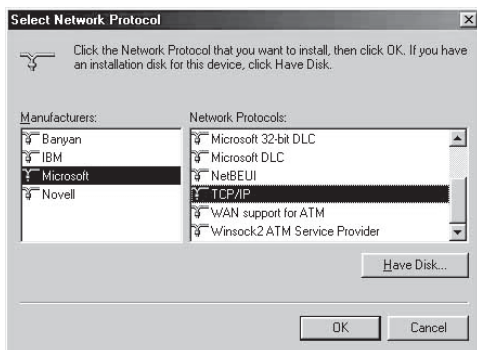 Select Network Protocol
Click the Network Protocol that you want to install, then click OK. If you have
an installation disk for this device, click Have Disk.
Manufacturers:
Banyan
IBM
Microsoft
Novell
Network Protocols:
Microsoft 32-bit DLC
Microsoft DLC
NetBEUI
TCP/IP
WAN support for ATM
Winsock2 ATM Service Provider
Have Disk...
OK
Cancel